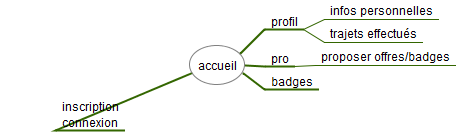 infos personnelles
profil
trajets effectués
accueil
pro
proposer offres/badges
badges
inscription
connexion